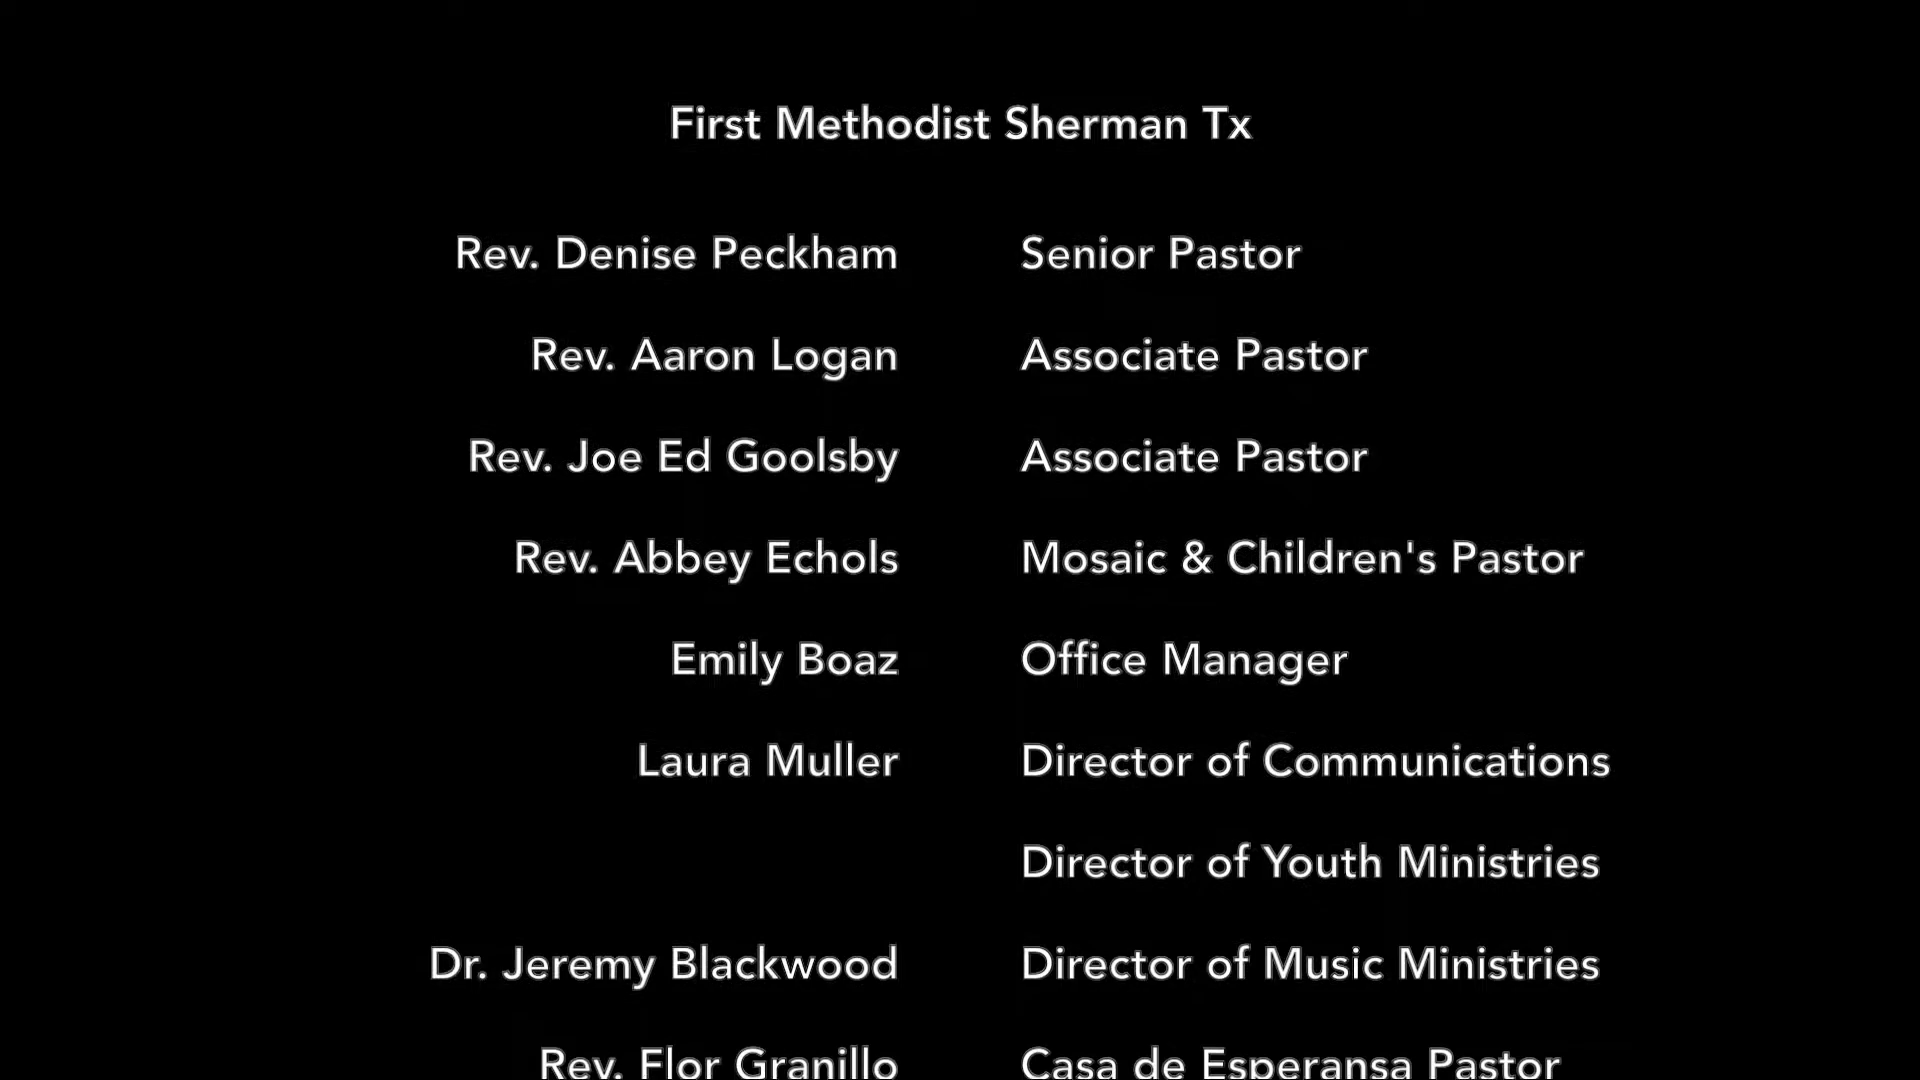 First Methodist Sherman Tx
Rev. Denise Peckham Senior Pastor
Rev. Aaron Logan Associate Pastor
Rev. Joe Ed Goolsby Associate Pastor
Rev. Abbey Echols Mosaic & Children's Pastor
Emily Boaz Office Manager
Laura Muller Director of Communications
Director of Youth Ministries
Dr. Jeremy Blackwood Director of Music Ministries
Rev. Flor Granillo Casa de Esperansa Pastor